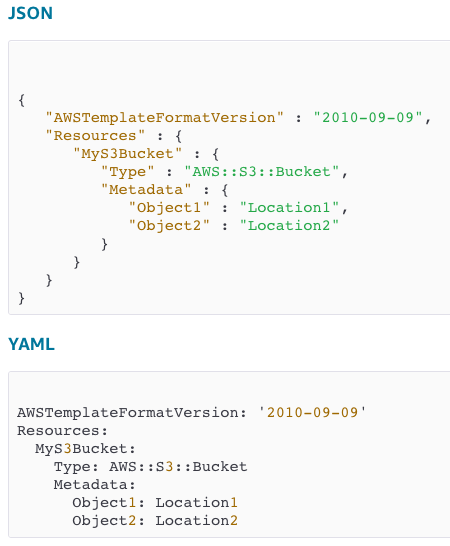 JSON
{
"AWSTemplateFormatVersion" : "2010-09-09",
"Resources" : {
"MyS3Bucket" : {
"Type" : "AWS::S3::Bucket",
"Metadata" : {
"Object1" : "Location1",
"Object2" : "Location2"
}
}
}
}
YAML
AWSTemplateFormatVersion: '2010-09-09'
Resources:
MyS3Bucket:
Type: AWS::S3::Bucket
Metadata:
Object1: Location1
Object2: Location2